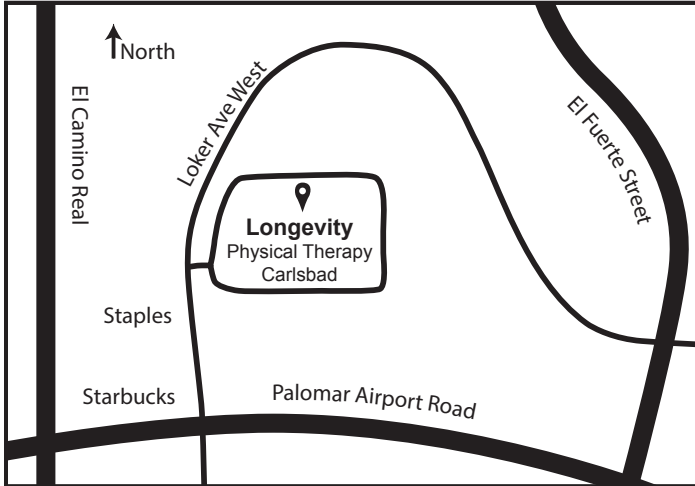 North
El Camino Real
Loker Ave West
El Fuerte Street
Longevity
Physical Therapy
Carlsbad
Staples
Starbucks
Palomar Airport Road